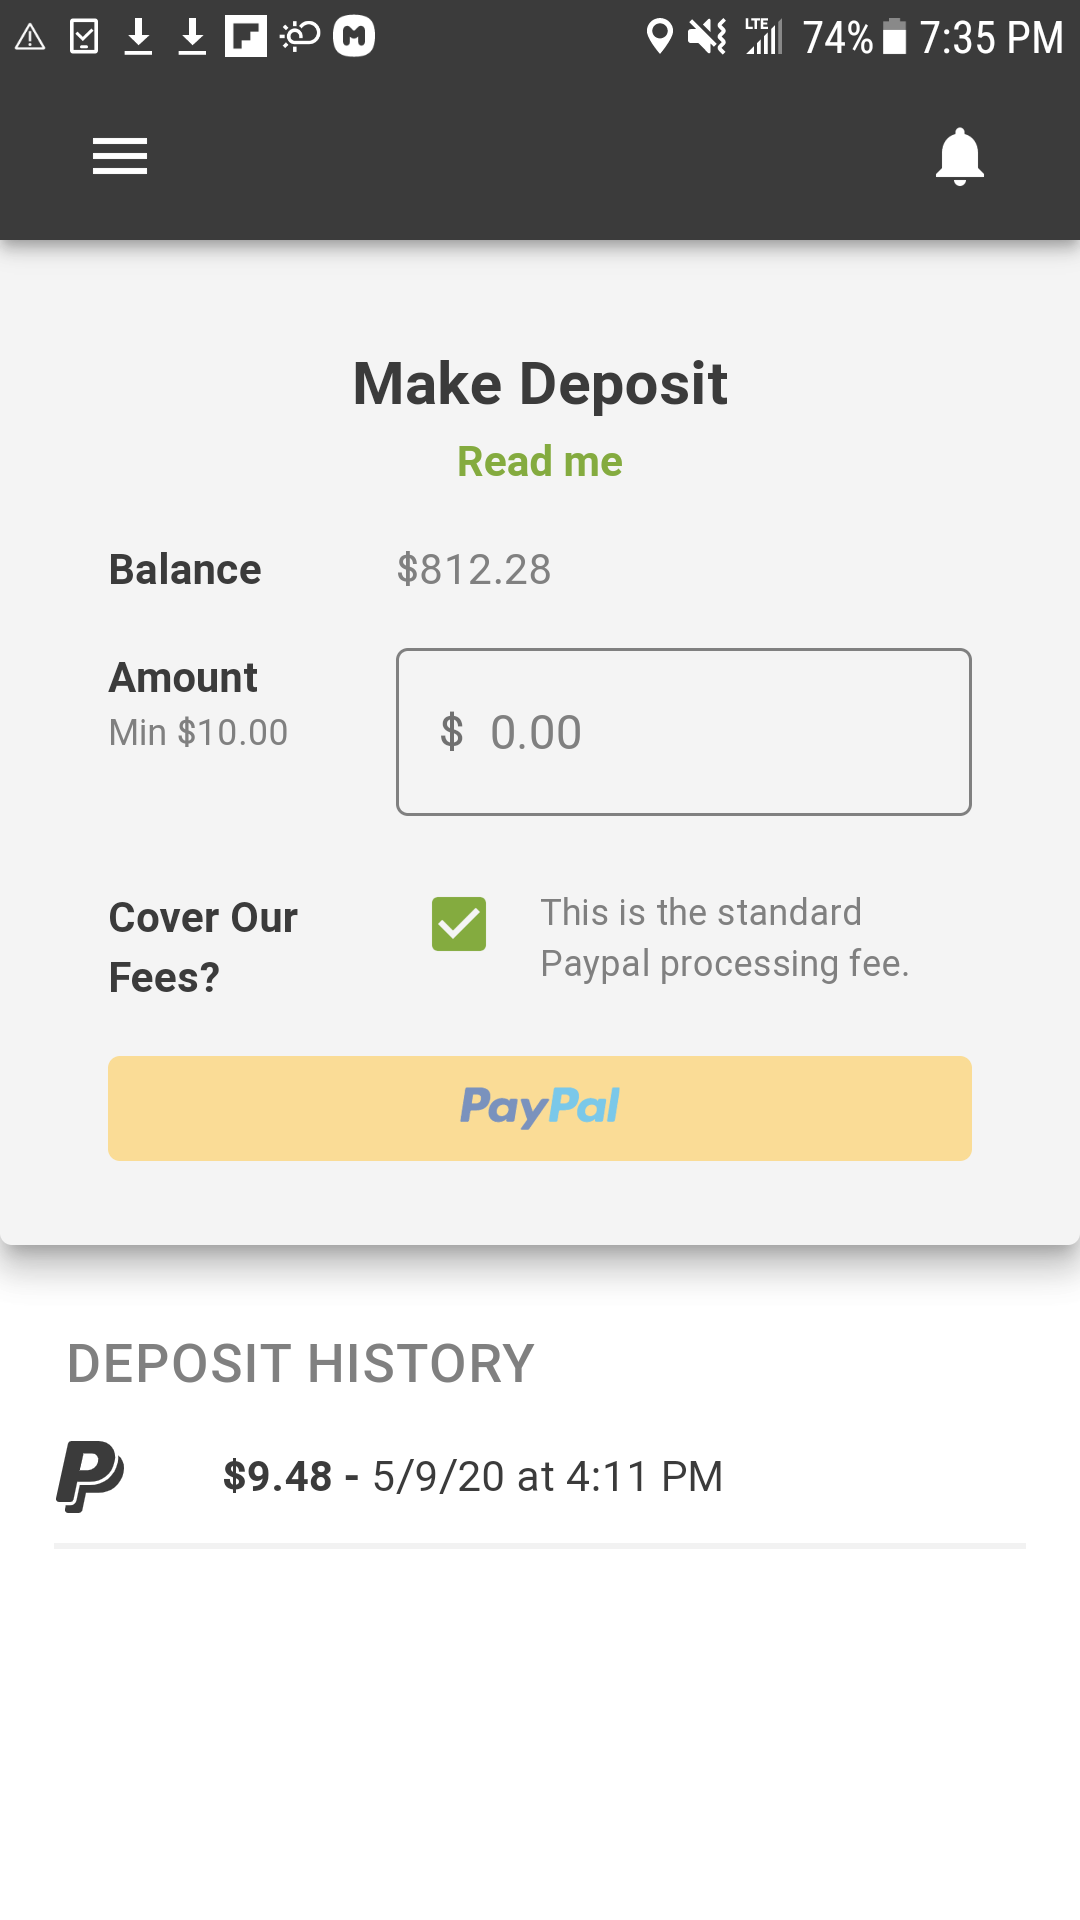 LTE 74% 7:35 PM
Make Deposit
Read me
Balance $812.28
Amount
Min $10.00
$ 0.00
Cover Our
Fees?
This is the standard
Paypal processing fee.
PayPal
DEPOSIT HISTORY
$9.48 - 5/9/20 at 4:11 PM